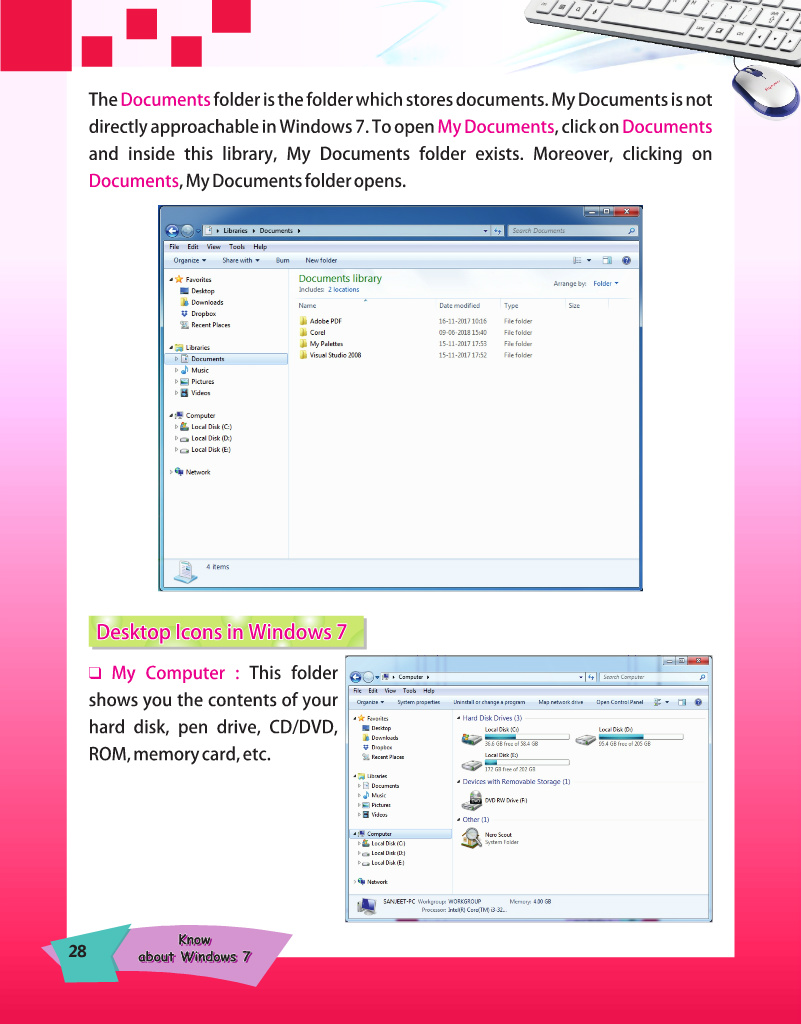 The Documents folder is the folder which stores documents. My Documents is not
directly approachable in Windows 7. To open My Documents, click on Documents
and inside this library, My Documents folder exists. Moreover, clicking on
Documents, My Documents folder opens.
Libraries Documents
Search Documents
File Edit View Tools Help
Organize Share with Burn New folder
Favorites
Desktop
Downloads
Dropbox
Recent Places
Libraries
Documents
Music
Pictures
Videos
Computer
Local Disk (C:)
Local Disk (D:)
Local Disk (E:)
Network
Documents library
Includes: 2 locations
Arrange by: Folder
Name Date modified Type Size
Adobe PDF 16-11-2017 10:16 File folder
Corel 09-06-2018 15:40 File folder
My Palettes 15-11-2017 17:53 File folder
Visual Studio 2008 15-11-2017 17:52 File folder
4 items
Desktop Icons in Windows 7
❑ My Computer : This folder
shows you the contents of your
hard disk, pen drive, CD/DVD,
ROM, memory card, etc.
Computer
Search Computer
File Edit View Tools Help
Organize System properties Uninstall or change a program Map network drive Open Control Panel
Favorites
Desktop
Downloads
Dropbox
Recent Places
Libraries
Documents
Music
Pictures
Videos
Computer
Local Disk (C:)
Local Disk (D:)
Local Disk (E:)
Network
Hard Disk Drives (3)
Local Disk (C:)
36.6 GB free of 58.4 GB
Local Disk (D:)
95.4 GB free of 205 GB
Local Disk (E:)
177 GB free of 202 GB
Devices with Removable Storage (1)
DVD RW Drive (F:)
Other (1)
Nero Scout
System Folder
SANJEET-PC Workgroup: WORKGROUP Memory: 4.00 GB
Processor: Intel(R) Core(TM) i3-32...
28
Know
about Windows 7